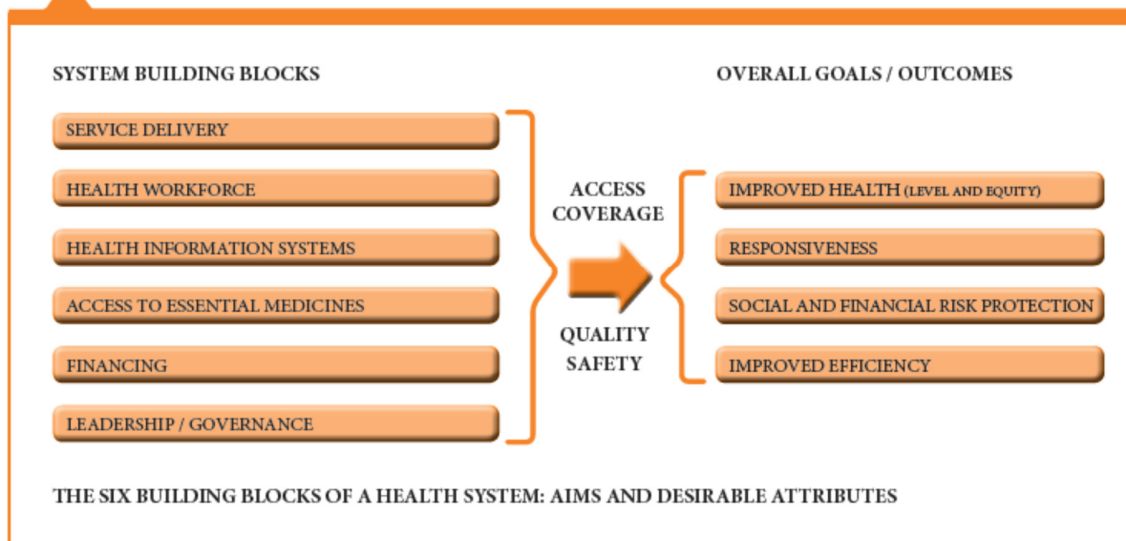 SYSTEM BUILDING BLOCKS
SERVICE DELIVERY
HEALTH WORKFORCE
HEALTH INFORMATION SYSTEMS
ACCESS TO ESSENTIAL MEDICINES
FINANCING
LEADERSHIP / GOVERNANCE
ACCESS
COVERAGE
QUALITY
SAFETY
OVERALL GOALS / OUTCOMES
IMPROVED HEALTH (LEVEL AND EQUITY)
RESPONSIVENESS
SOCIAL AND FINANCIAL RISK PROTECTION
IMPROVED EFFICIENCY
THE SIX BUILDING BLOCKS OF A HEALTH SYSTEM: AIMS AND DESIRABLE ATTRIBUTES